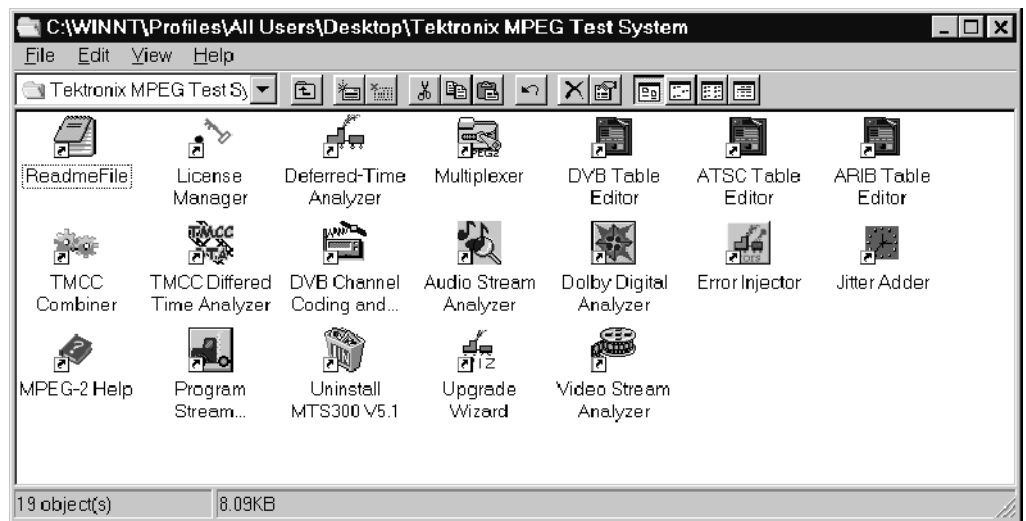 C:\WINNT\Profiles\All Users\Desktop\Tektronix MPEG Test System
File Edit View Help
Tektronix MPEG Test Sy
ReadmeFile
License
Manager
Deferred-Time
Analyzer
MPEG2
Multiplexer
DVB Table
Editor
ATSC Table
Editor
ARIB Table
Editor
TMCC
Combiner
TMCC
DTA
TMCC Differed
Time Analyzer
DVB Channel
Coding and...
Audio Stream
Analyzer
Dolby Digital
Analyzer
Error Injector
Jitter Adder
MPEG-2 Help
Program
Stream...
Uninstall
MTS300 V5.1
Upgrade
Wizard
Video Stream
Analyzer
19 object(s)
8.09KB